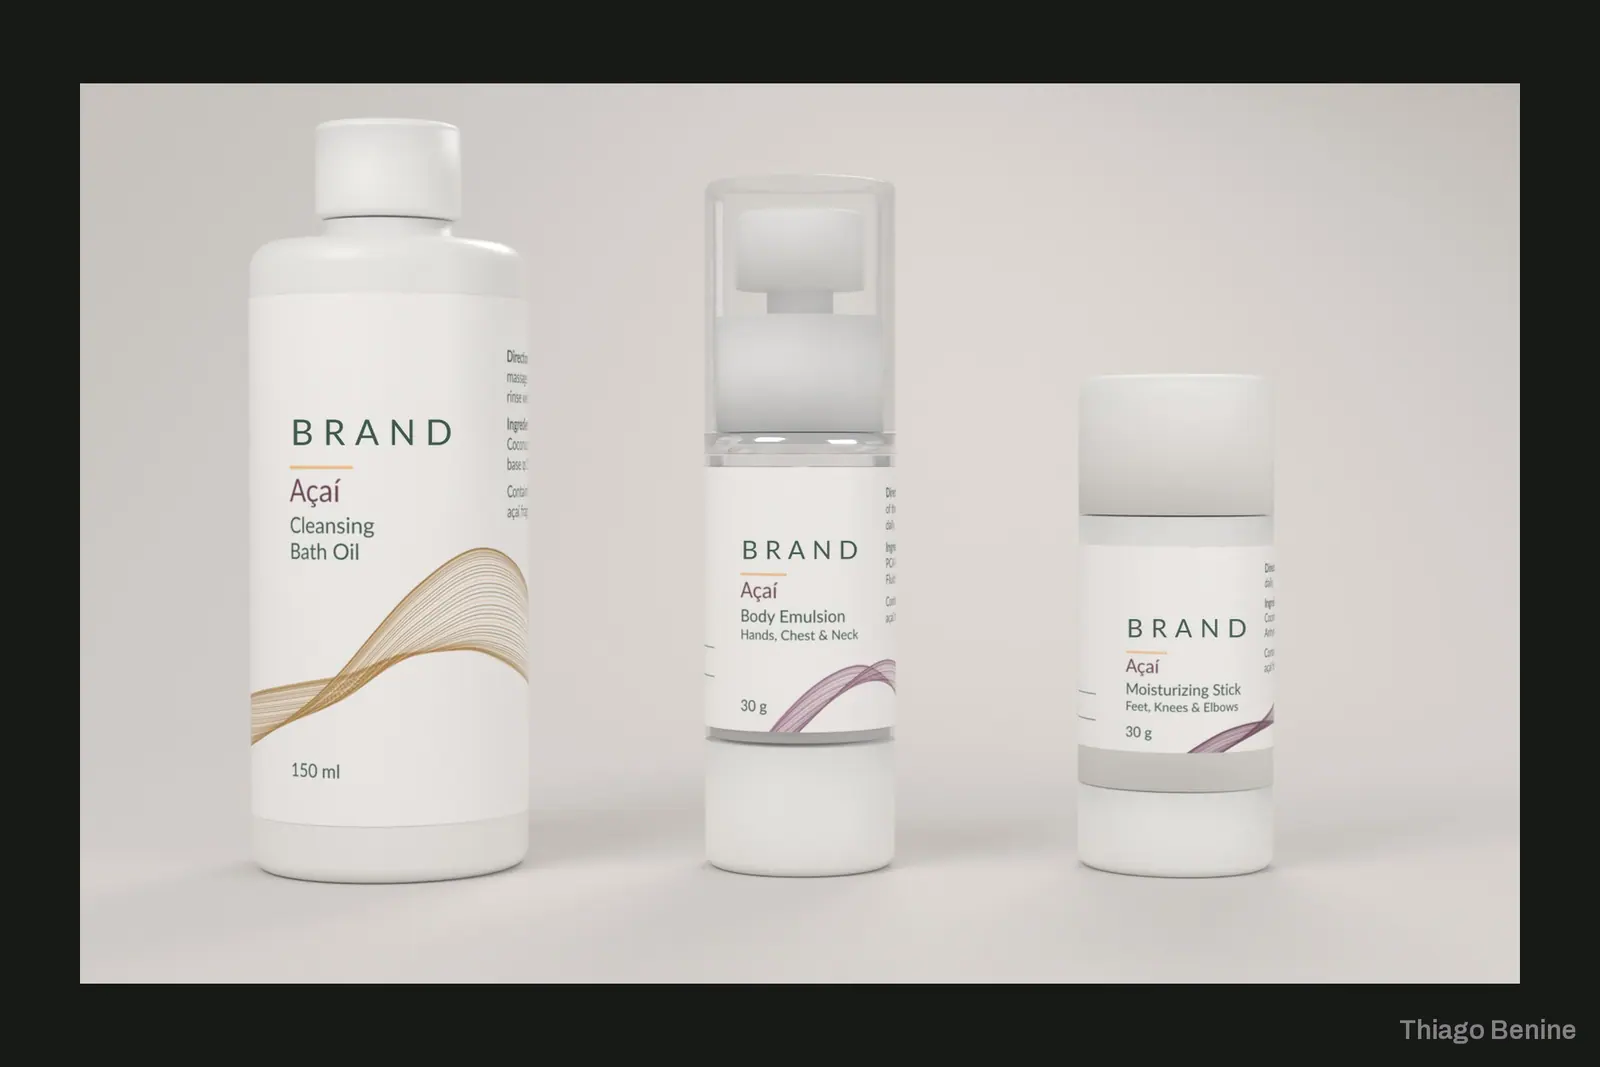 BRAND
Açaí
Cleansing
Bath Oil
150 ml
rinse
BRAND
Açaí
Body Emulsion
Hands, Chest & Neck
30 g
BRAND
Açaí
Moisturizing Stick
Feet, Knees & Elbows
30 g
Thiago Benine